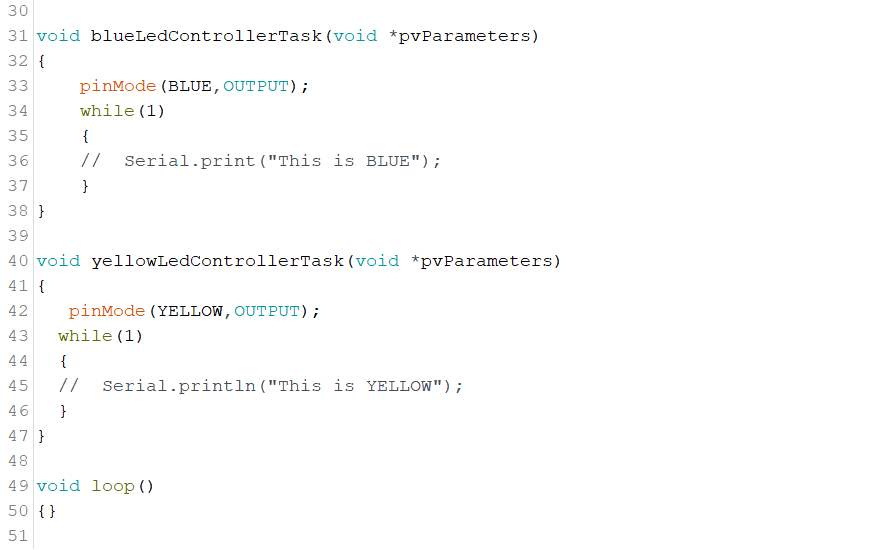 30
31 void blueLedControllerTask(void *pvParameters)
32 {
33     pinMode(BLUE,OUTPUT);
34     while(1)
35     {
36     //  Serial.print("This is BLUE");
37     }
38 }
39
40 void yellowLedControllerTask(void *pvParameters)
41 {
42    pinMode(YELLOW,OUTPUT);
43   while(1)
44   {
45   //  Serial.println("This is YELLOW");
46   }
47 }
48
49 void loop()
50 {}
51